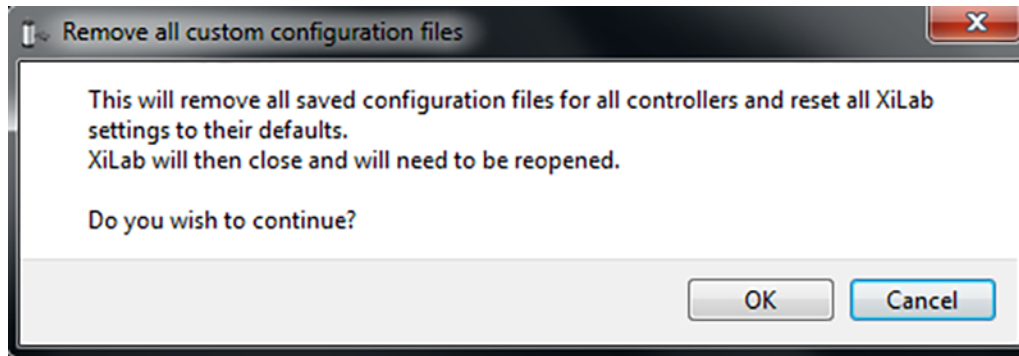 Remove all custom configuration files
This will remove all saved configuration files for all controllers and reset all XiLab
settings to their defaults.
XiLab will then close and will need to be reopened.
Do you wish to continue?
OK
Cancel